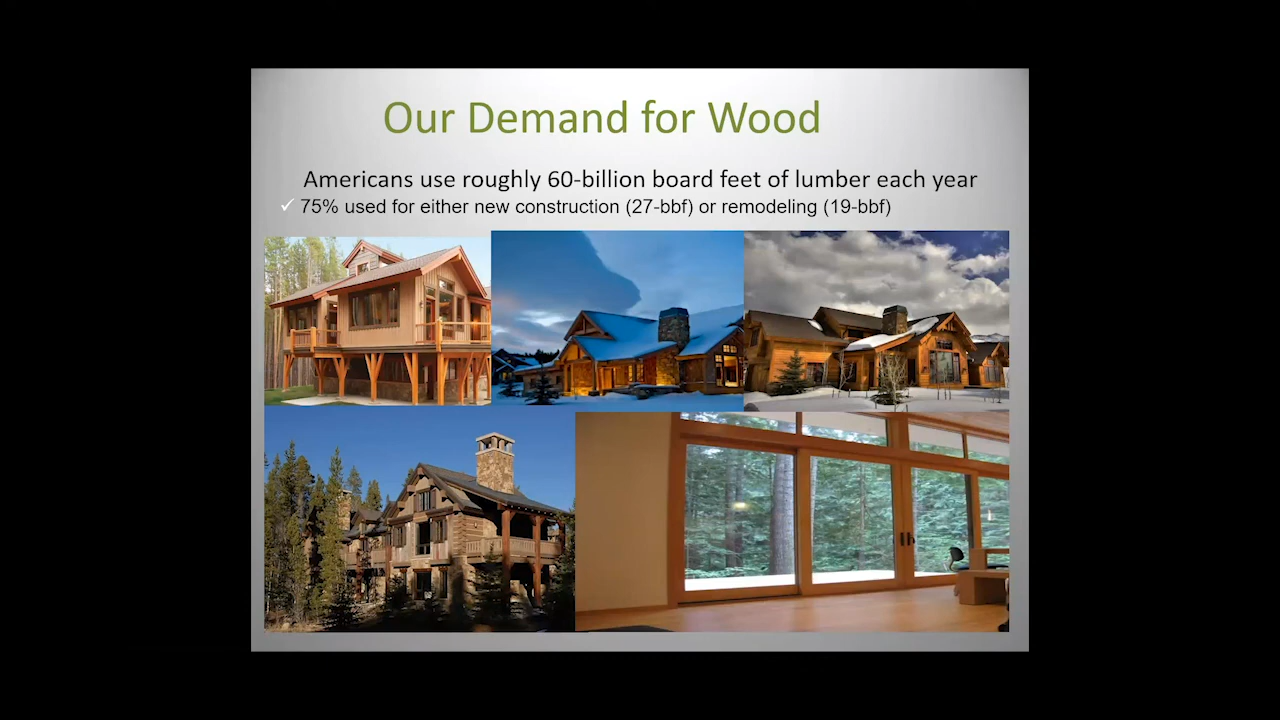 Our Demand for Wood
Americans use roughly 60-billion board feet of lumber each year
✓ 75% used for either new construction (27-bbf) or remodeling (19-bbf)